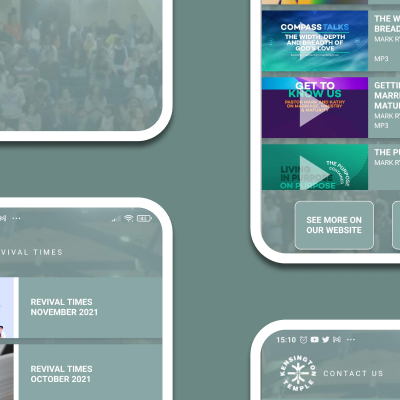 COMPASS TALKS
THE WIDTH, DEPTH
AND BREADTH OF
GOD'S LOVE
THE W
BREAD
MARK R
MP3
GET TO
KNOW US
PASTOR MARK AND KATHY
ON MARRIAGE, MINISTRY
& MATURITY
GETTI
MARRI
MATU
MARK R
MP3
LIVING
IN PURPOSE
ON PURPOSE
THE PURPOSE
THE PU
MARK R
SEE MORE ON
OUR WEBSITE
VIVAL TIMES
REVIVAL TIMES
NOVEMBER 2021
REVIVAL TIMES
OCTOBER 2021
15:10
KENSINGTON
TEMPLE
CONTACT US